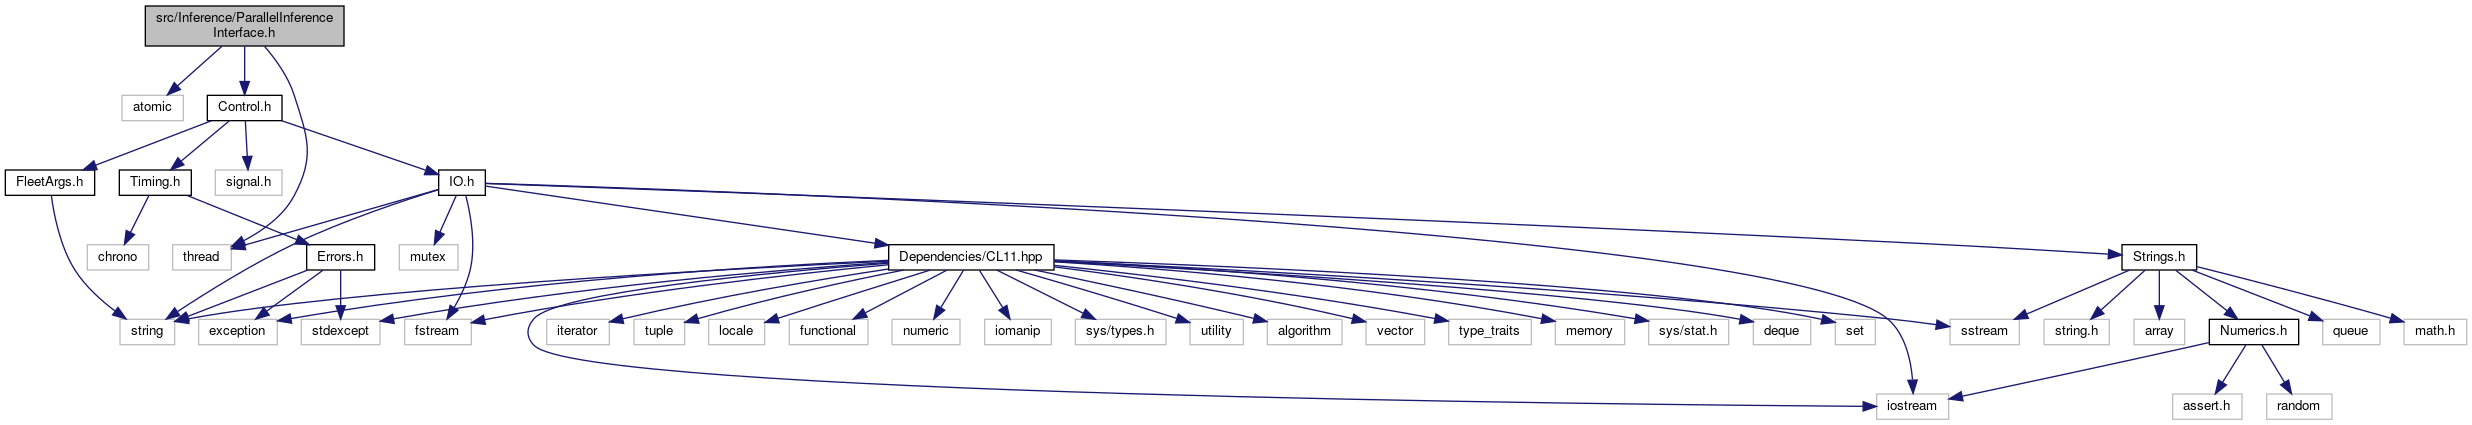 src/Inference/ParallelInference
Interface.h
atomic
Control.h
FleetArgs.h
Timing.h
signal.h
IO.h
chrono
thread
Errors.h
mutex
Dependencies/CL11.hpp
Strings.h
string
exception
stdexcept
fstream
iterator
tuple
locale
functional
numeric
iomanip
sys/types.h
utility
algorithm
vector
type_traits
memory
sys/stat.h
deque
set
sstream
string.h
array
Numerics.h
queue
math.h
iostream
assert.h
random